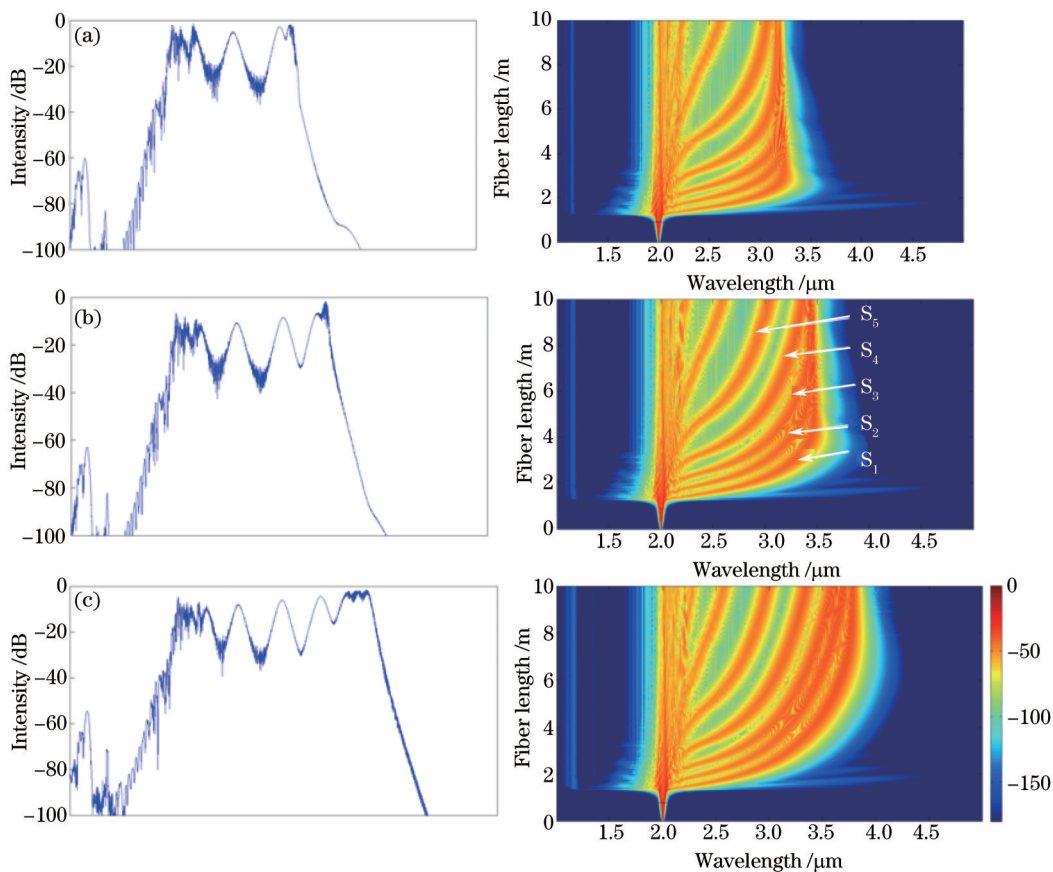 (a)
Intensity /dB
0
−20
−40
−60
−80
−100
Fiber length /m
10
8
6
4
2
0
1.5 2.0 2.5 3.0 3.5 4.0 4.5
Wavelength /μm
(b)
Intensity /dB
0
−20
−40
−60
−80
−100
Fiber length /m
10
8
6
4
2
0
S5
S4
S3
S2
S1
1.5 2.0 2.5 3.0 3.5 4.0 4.5
Wavelength /μm
(c)
Intensity /dB
0
−20
−40
−60
−80
−100
Fiber length /m
10
8
6
4
2
0
1.5 2.0 2.5 3.0 3.5 4.0 4.5
Wavelength /μm
0
−50
−100
−150